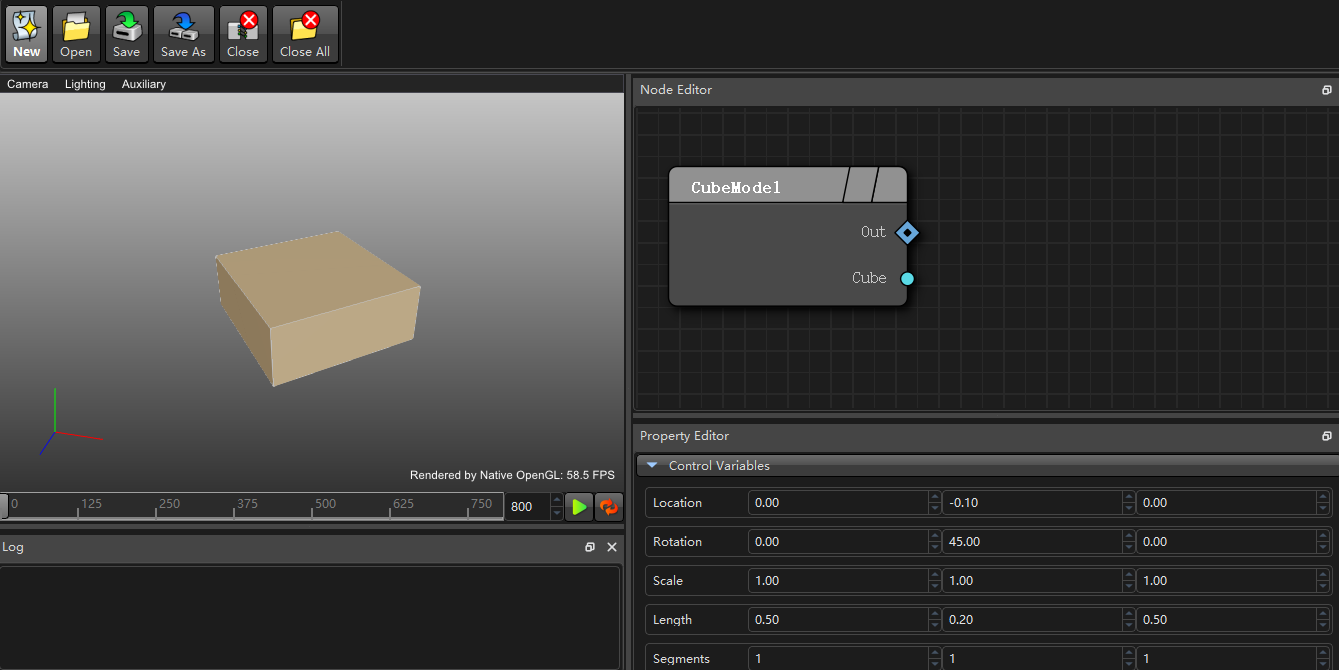 New Open Save Save As Close Close All
Camera Lighting Auxiliary
Rendered by Native OpenGL: 58.5 FPS
0 125 250 375 500 625 750 800
Log
Node Editor
CubeModel
Out
Cube
Property Editor
Control Variables
Location 0.00 -0.10 0.00
Rotation 0.00 45.00 0.00
Scale 1.00 1.00 1.00
Length 0.50 0.20 0.50
Segments 1 1 1